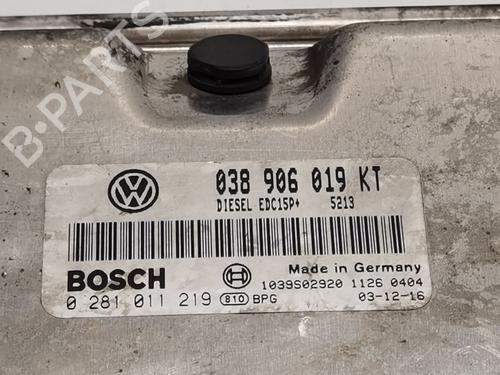 B-PARTS
038 906 019 KT
DIESEL EDC15P+ 5213
BOSCH
Made in Germany
1039S02920 1126 0404
0 281 011 219 810 BPG 03-12-16